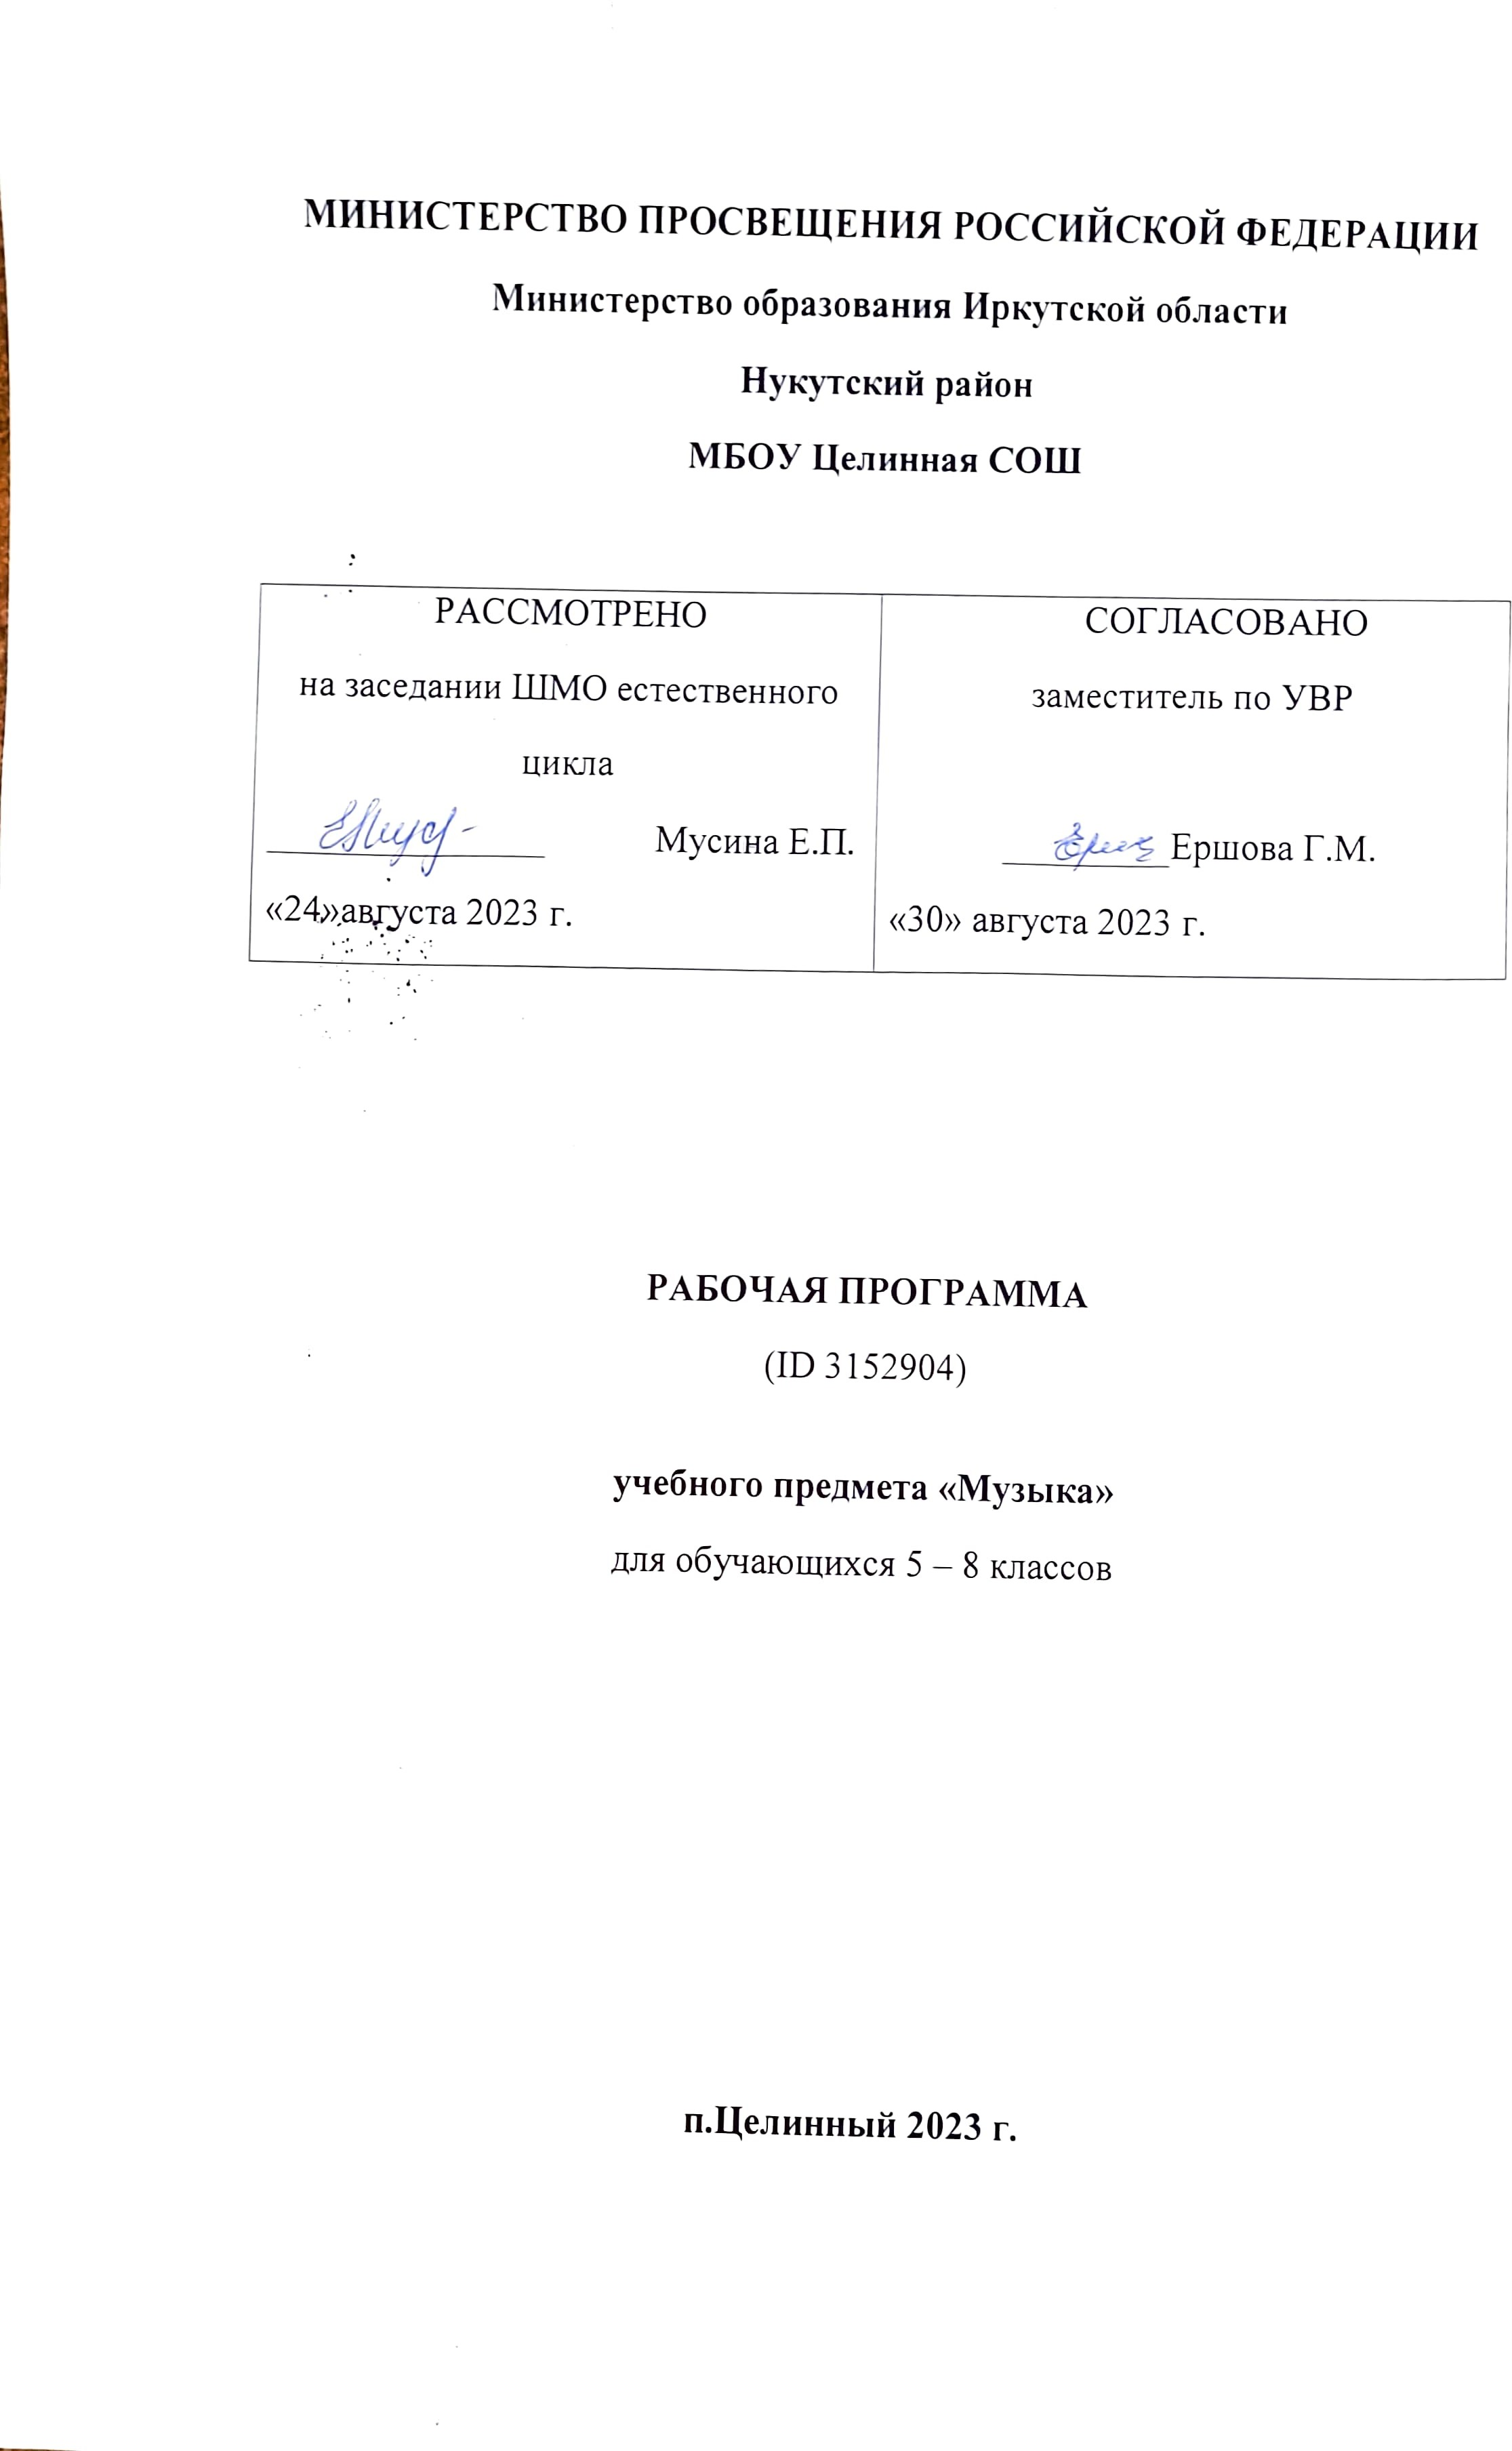 МИНИСТЕРСТВО ПРОСВЕЩЕНИЯ РОССИЙСКОЙ ФЕДЕРАЦИИ
Министерство образования Иркутской области
Нукутский район
МБОУ Целинная СОШ
РАССМОТРЕНО
на заседании ШМО естественного
цикла
Мусина Е.П.
«24»августа 2023 г.
СОГЛАСОВАНО
заместитель по УВР
Ершова Г.М.
«30» августа 2023 г.
РАБОЧАЯ ПРОГРАММА
(ID 3152904)
учебного предмета «Музыка»
для обучающихся 5 – 8 классов
п.Целинный 2023 г.